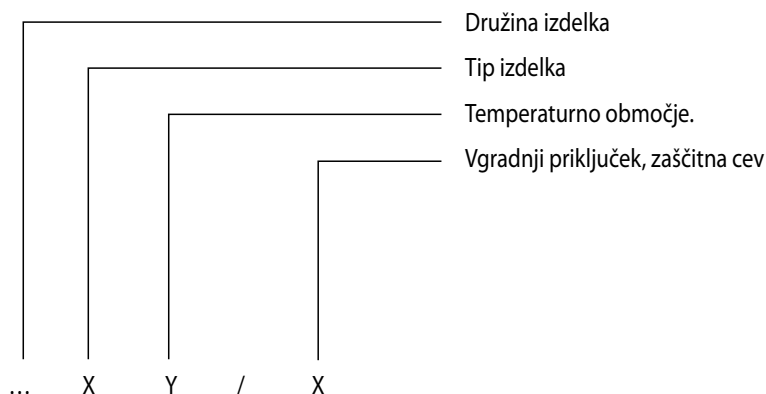 Družina izdelka
Tip izdelka
Temperaturno območje.
Vgradnji priključek, zaščitna cev
... X Y / X